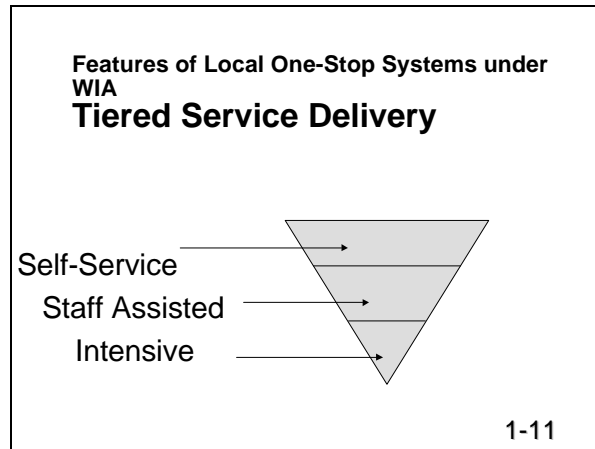 Features of Local One-Stop Systems under
WIA
Tiered Service Delivery
Self-Service
Staff Assisted
Intensive
1-11